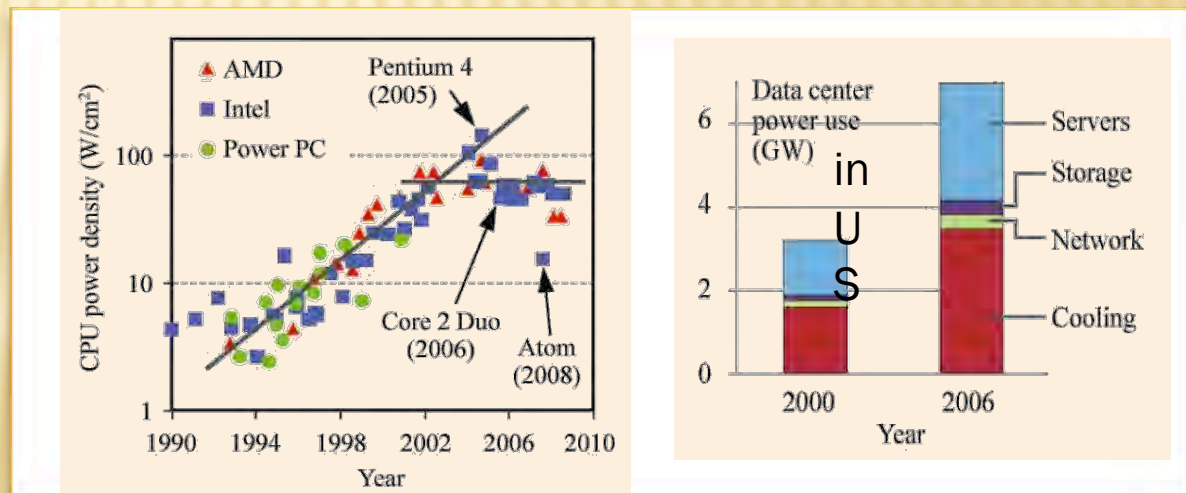 AMD
Intel
Power PC
Pentium 4
(2005)
Core 2 Duo
(2006)
Atom
(2008)
CPU power density (W/cm²)
100
10
1
1990 1994 1998 2002 2006 2010
Year
Data center
power use
(GW)
in
U
S
6
4
2
0
Servers
Storage
Network
Cooling
2000 2006
Year